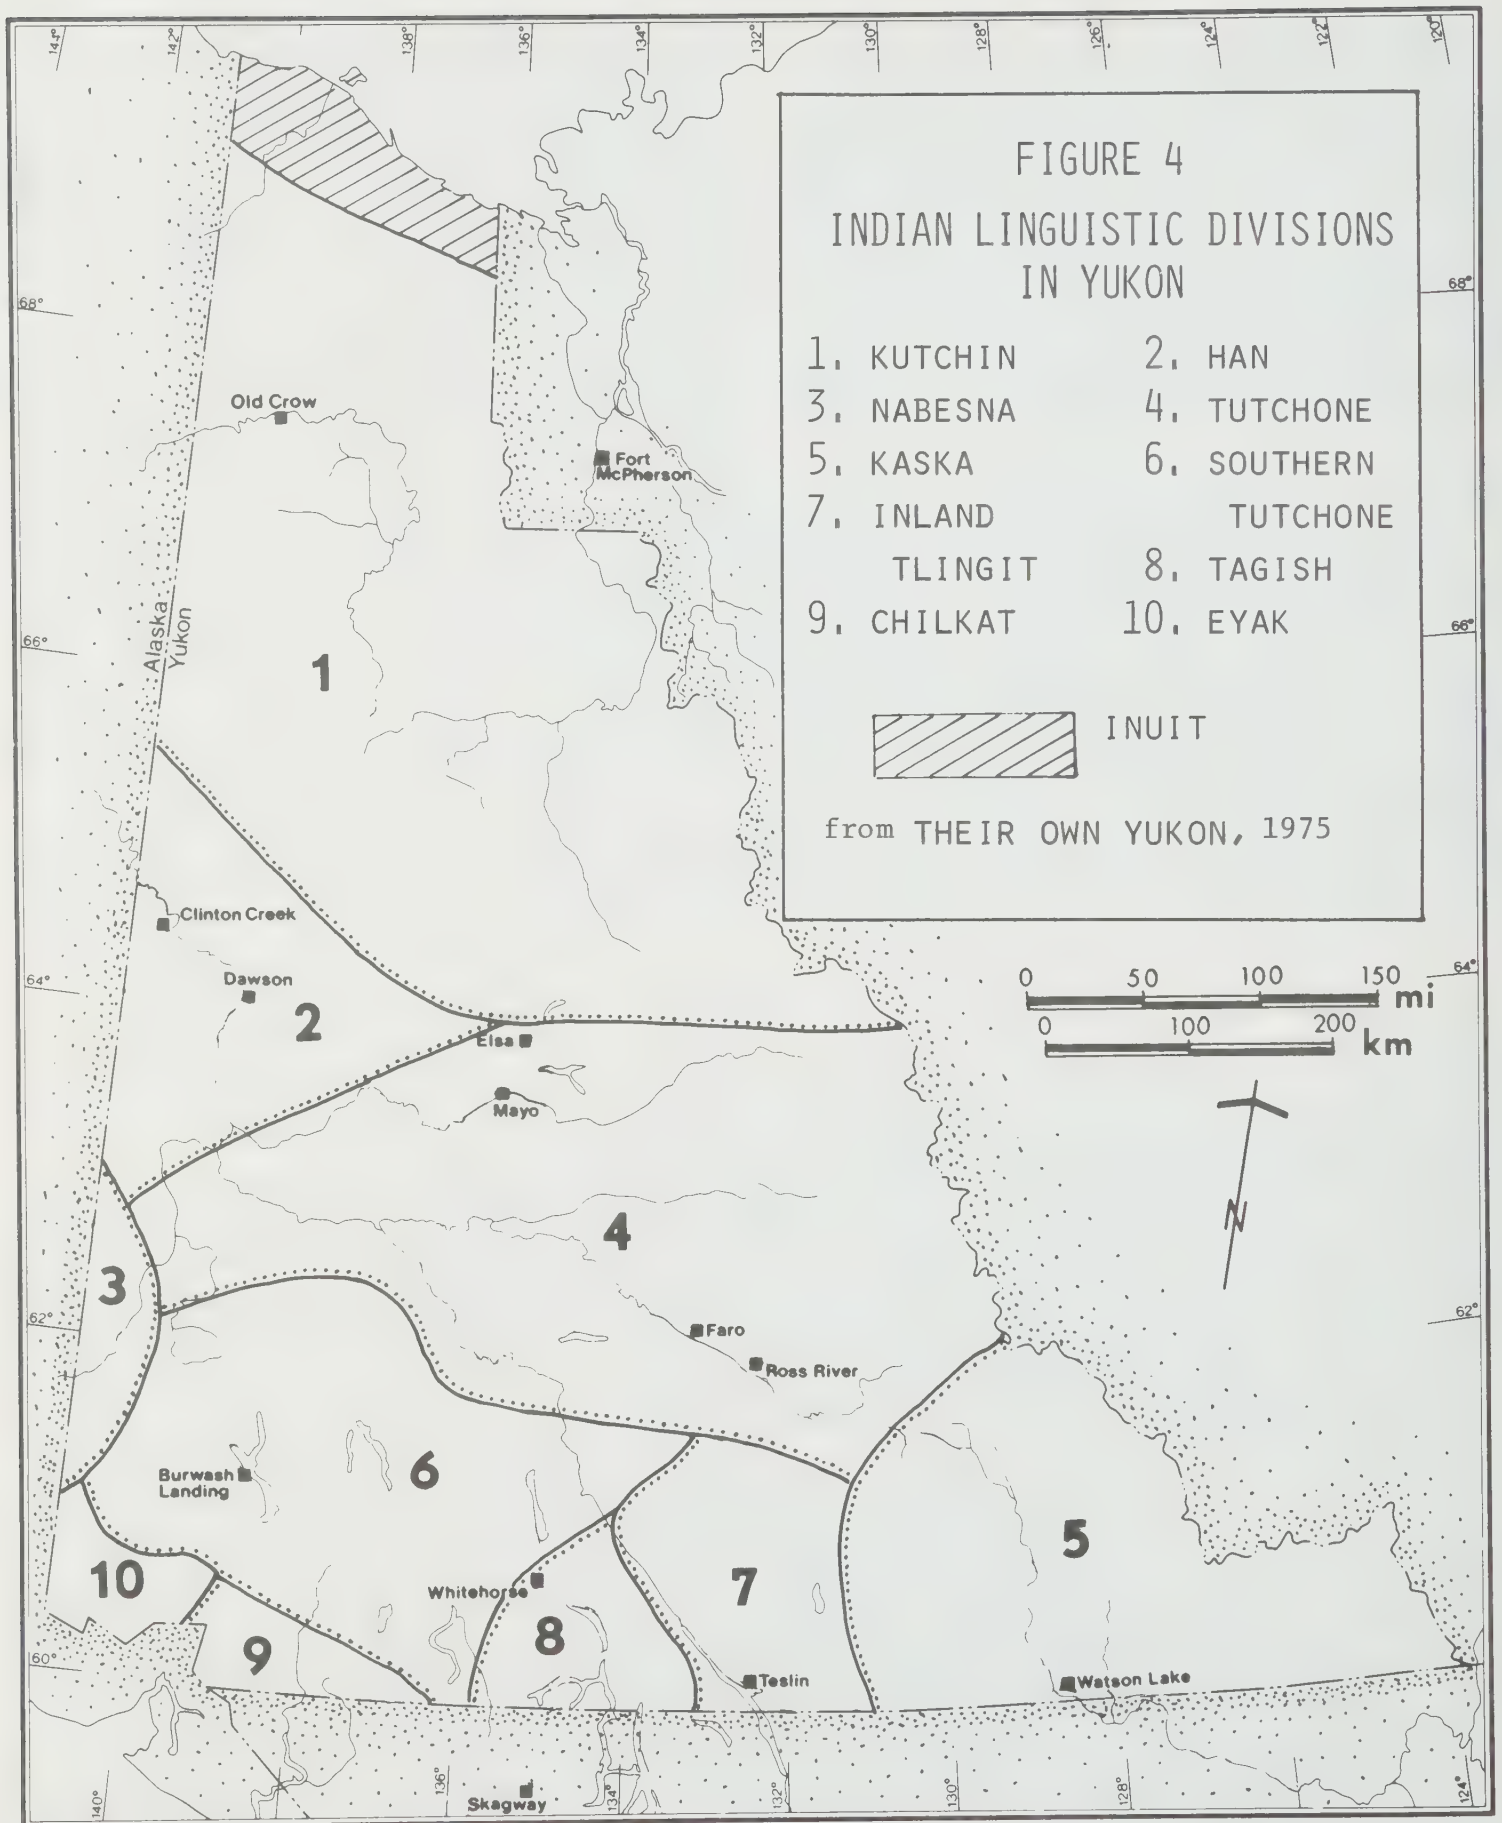 141° 142° 138° 136° 134° 132° 130° 128° 126° 124° 122° 120°
FIGURE 4
INDIAN LINGUISTIC DIVISIONS
IN YUKON
1. KUTCHIN 2. HAN
3. NABESNA 4. TUTCHONE
5. KASKA 6. SOUTHERN
7. INLAND TUTCHONE
TLINGIT 8. TAGISH
9. CHILKAT 10. EYAK
INUIT
from THEIR OWN YUKON, 1975
68° 68°
Old Crow
Fort
McPherson
Alaska
Yukon
66° 66°
1
Clinton Creek
Dawson
64° 64°
0 50 100 150 mi
0 100 200 km
2
Elsa
Mayo
N
4
3
62° 62°
Faro
Ross River
Burwash
Landing
6
5
10
Whitehorse
7
8
9
60°
Teslin
Watson Lake
Skagway
140° 136° 134° 132° 130° 128° 124°